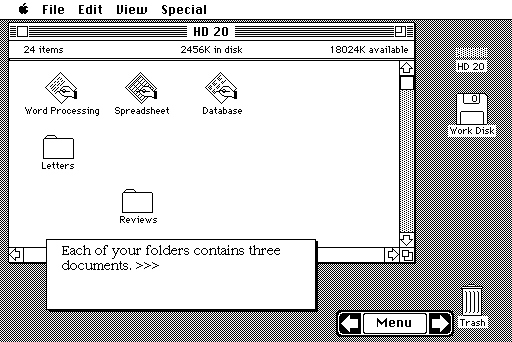 File Edit View Special
HD 20
24 items 2456K in disk 18024K available
Word Processing Spreadsheet Database
Letters
Reviews
HD 20
Work Disk
Each of your folders contains three
documents. >>>
Menu
Trash